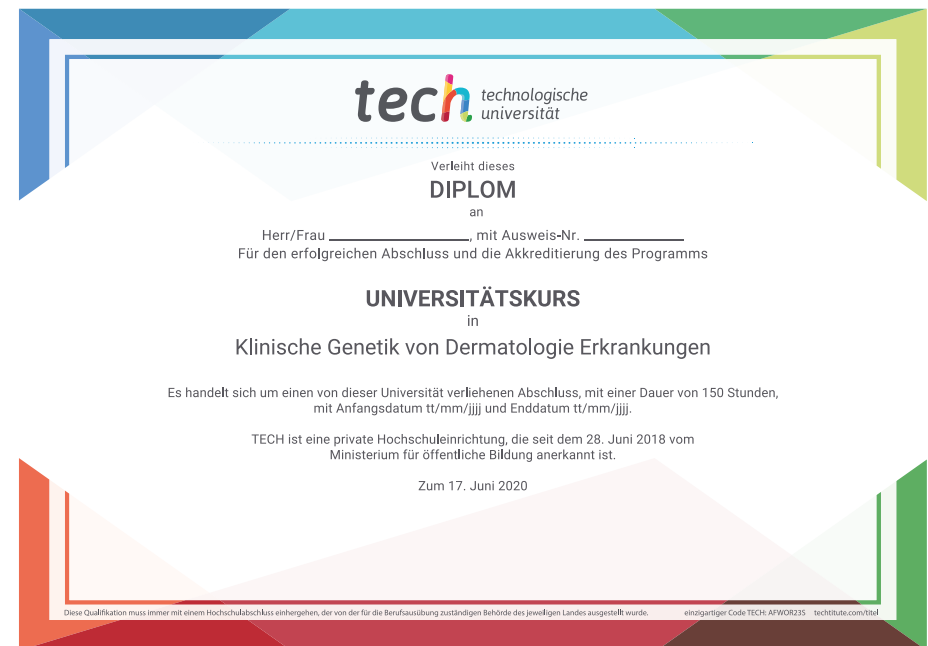 tech technologische
universität
Verleiht dieses
DIPLOM
an
Herr/Frau ____________________, mit Ausweis-Nr. ______________
Für den erfolgreichen Abschluss und die Akkreditierung des Programms
UNIVERSITÄTSKURS
in
Klinische Genetik von Dermatologie Erkrankungen
Es handelt sich um einen von dieser Universität verliehenen Abschluss, mit einer Dauer von 150 Stunden,
mit Anfangsdatum tt/mm/jjjj und Enddatum tt/mm/jjjj.
TECH ist eine private Hochschuleinrichtung, die seit dem 28. Juni 2018 vom
Ministerium für öffentliche Bildung anerkannt ist.
Zum 17. Juni 2020
Diese Qualifikation muss immer mit einem Hochschulabschluss einhergehen, der von der für die Berufsausübung zuständigen Behörde des jeweiligen Landes ausgestellt wurde. einzigartiger Code TECH: AFWOR23S techtitute.com/titel